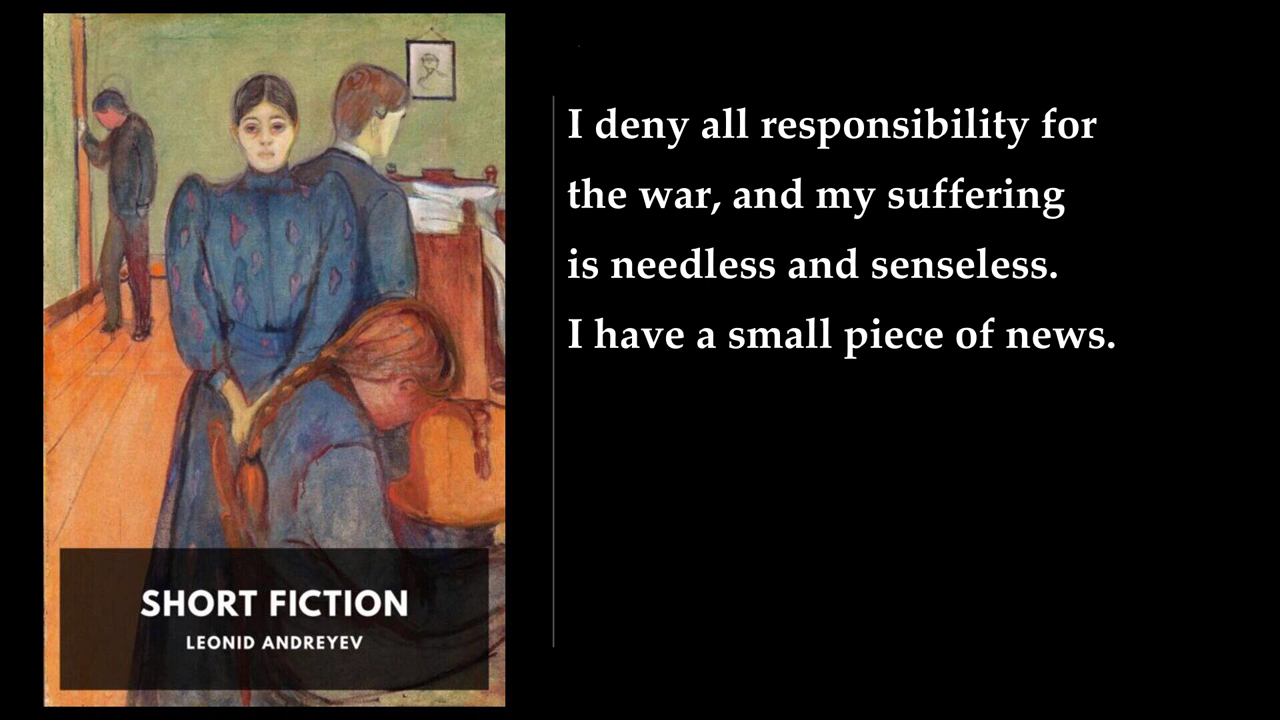 SHORT FICTION
LEONID ANDREYEV
I deny all responsibility for
the war, and my suffering
is needless and senseless.
I have a small piece of news.